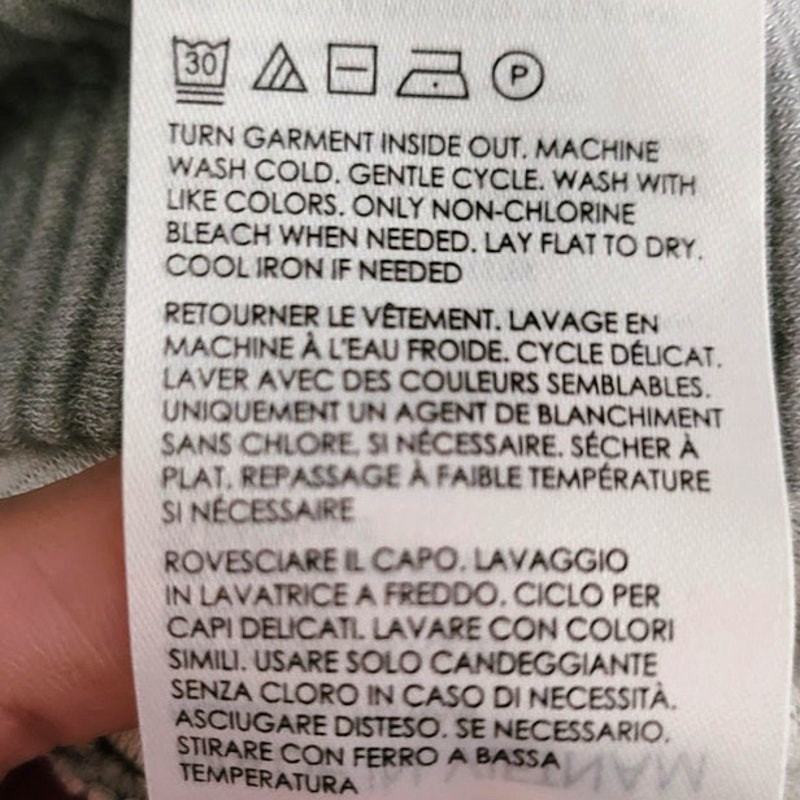 30 P
TURN GARMENT INSIDE OUT. MACHINE
WASH COLD. GENTLE CYCLE. WASH WITH
LIKE COLORS. ONLY NON-CHLORINE
BLEACH WHEN NEEDED. LAY FLAT TO DRY.
COOL IRON IF NEEDED
RETOURNER LE VÊTEMENT. LAVAGE EN
MACHINE À L'EAU FROIDE. CYCLE DÉLICAT.
LAVER AVEC DES COULEURS SEMBLABLES.
UNIQUEMENT UN AGENT DE BLANCHIMENT
SANS CHLORE, SI NÉCESSAIRE. SÉCHER À
PLAT. REPASSAGE À FAIBLE TEMPÉRATURE
SI NÉCESSAIRE
ROVESCIARE IL CAPO. LAVAGGIO
IN LAVATRICE A FREDDO. CICLO PER
CAPI DELICATI. LAVARE CON COLORI
SIMILI. USARE SOLO CANDEGGIANTE
SENZA CLORO IN CASO DI NECESSITÀ.
ASCIUGARE DISTESO. SE NECESSARIO,
STIRARE CON FERRO A BASSA
TEMPERATURA